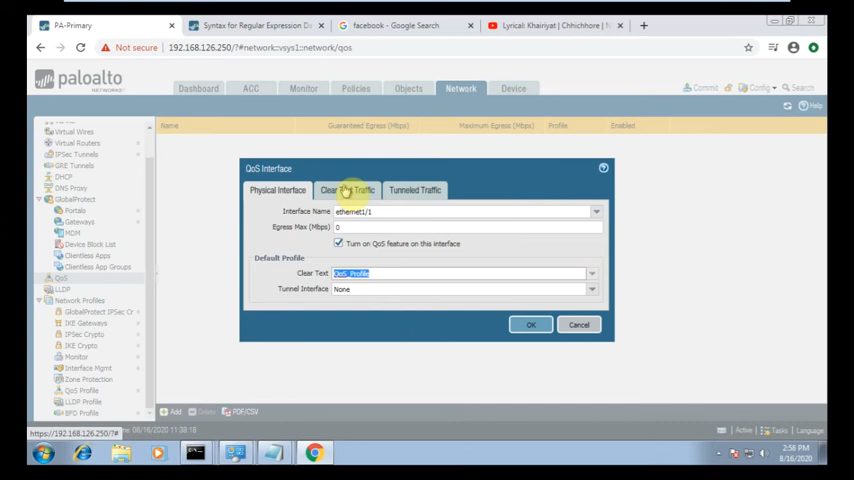 PA-Primary
Syntax for Regular Expression Da
facebook - Google Search
Lyrical: Khairiyat | Chhichhore | N
Not secure
192.168.126.250/?#network::vsys1::network/qos
paloalto
NETWORKS
Dashboard
ACC
Monitor
Policies
Objects
Network
Device
Commit
Config
Search
Help
Name
Guaranteed Egress (Mbps)
Maximum Egress (Mbps)
Profile
Enabled
Virtual Wires
Virtual Routers
IPSec Tunnels
GRE Tunnels
DHCP
DNS Proxy
GlobalProtect
Portals
Gateways
MDM
Device Block List
Clientless Apps
Clientless App Groups
QoS
LLDP
Network Profiles
GlobalProtect IPSec Cr
IKE Gateways
IPSec Crypto
IKE Crypto
Monitor
Interface Mgmt
Zone Protection
QoS Profile
LLDP Profile
BFD Profile
QoS Interface
Physical Interface
Clear Text Traffic
Tunneled Traffic
Interface Name
ethernet1/1
Egress Max (Mbps)
0
Turn on QoS feature on this interface
Default Profile
Clear Text
QoS_Profile
Tunnel Interface
None
OK
Cancel
Add
Delete
PDF/CSV
https://192.168.126.250/?#
me: 08/16/2020 11:38:18
Active
Tasks
Language
2:58 PM
8/16/2020